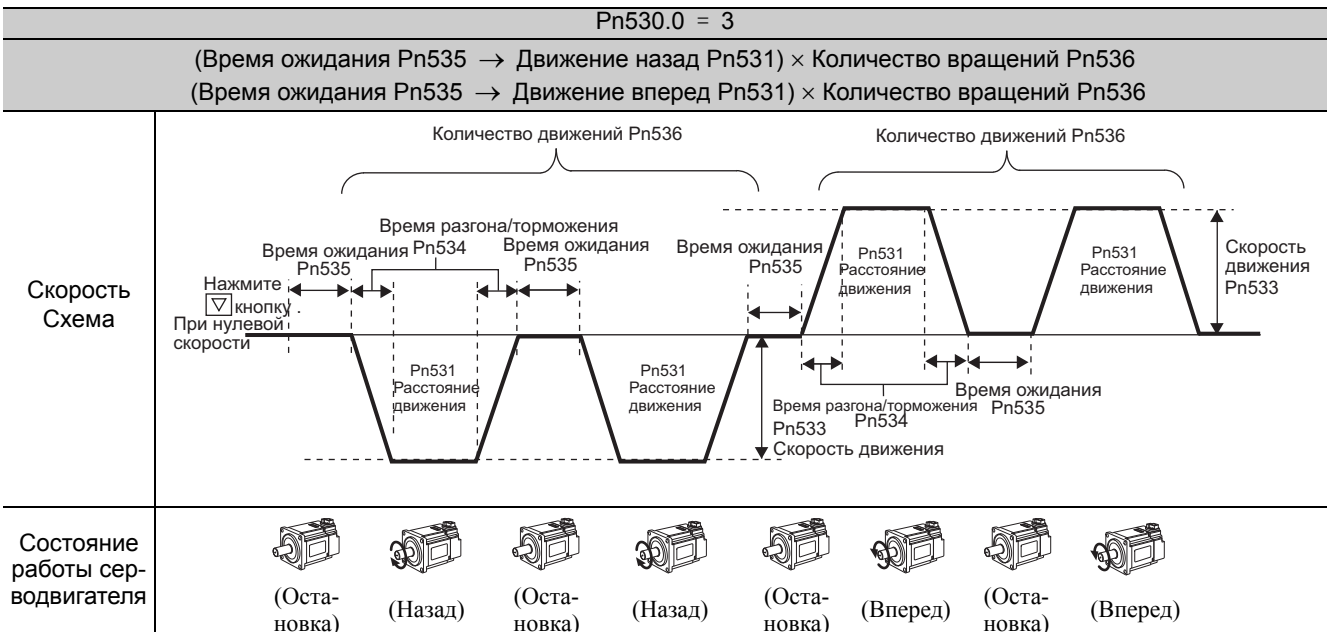 Pn530.0 = 3
(Время ожидания Pn535 → Движение назад Pn531) × Количество вращений Pn536
(Время ожидания Pn535 → Движение вперед Pn531) × Количество вращений Pn536
Скорость
Схема
Количество движений Pn536
Количество движений Pn536
Время разгона/торможения
Pn534
Время ожидания
Pn535
Время ожидания
Pn535
Время ожидания
Pn535
Нажмите
кнопку .
При нулевой
скорости
Pn531
Расстояние
движения
Pn531
Расстояние
движения
Pn531
Расстояние
движения
Pn531
Расстояние
движения
Скорость
движения
Pn533
Время разгона/торможения
Pn534
Время ожидания
Pn535
Pn533
Скорость движения
Состояние
работы сер-
водвигателя
(Оста-
новка)
(Назад)
(Оста-
новка)
(Назад)
(Оста-
новка)
(Вперед)
(Оста-
новка)
(Вперед)